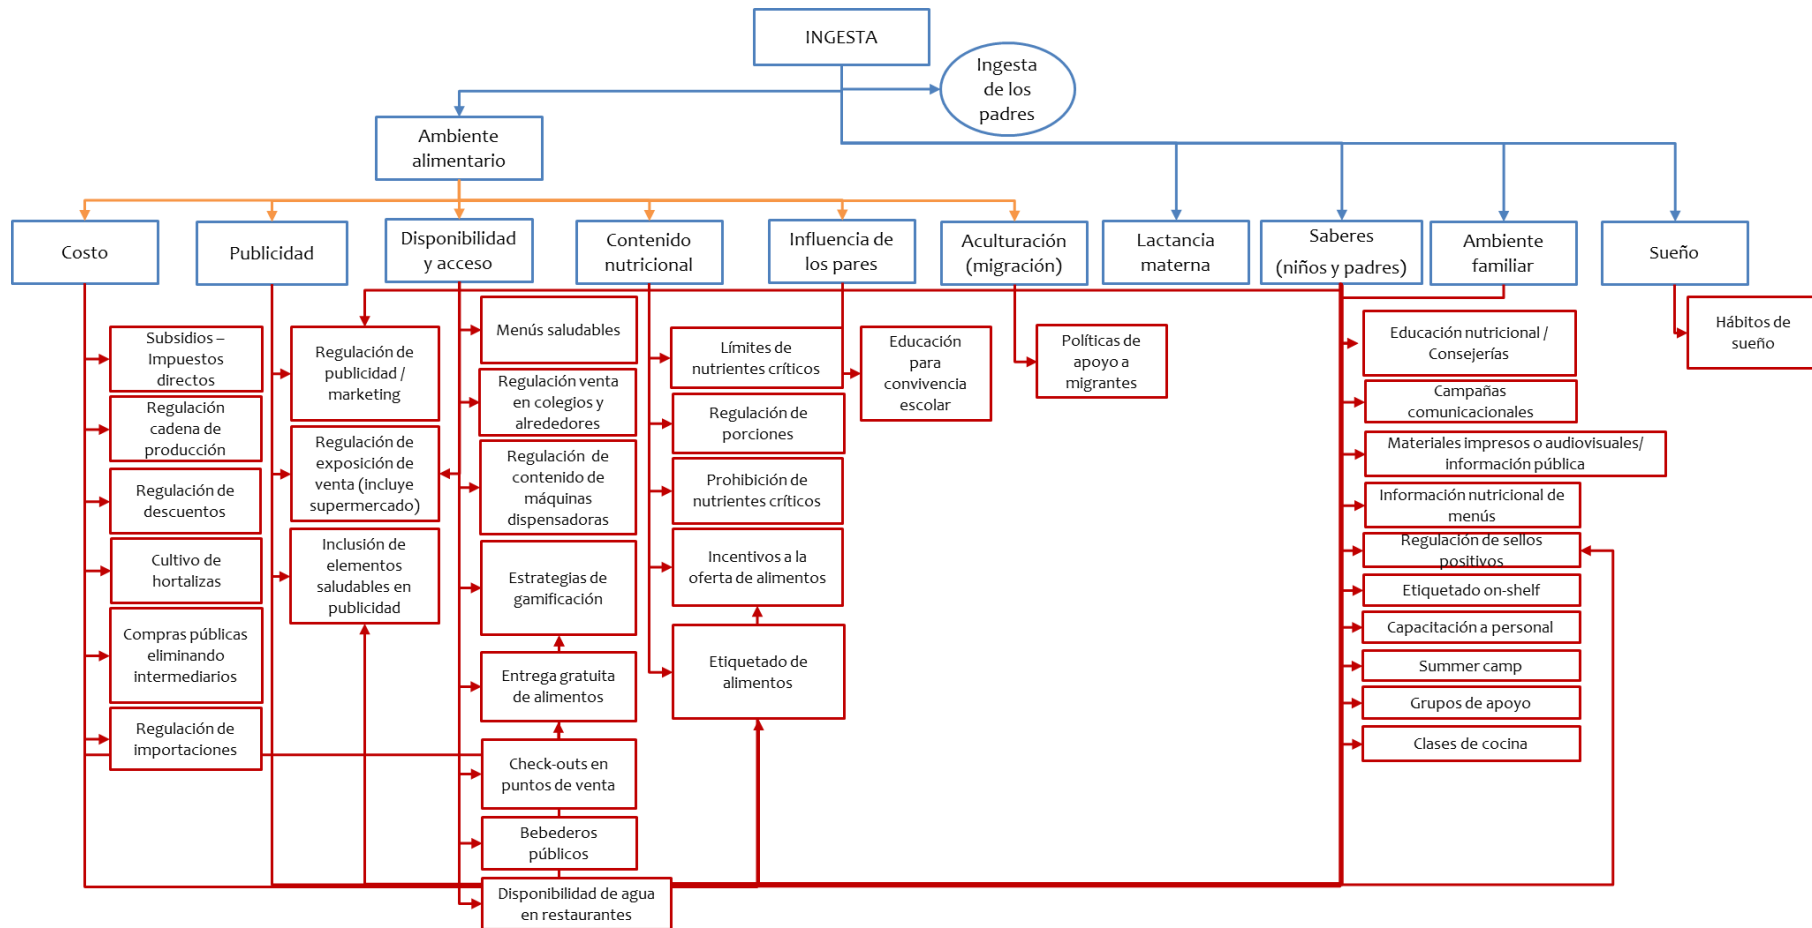 INGESTA
Ingesta
de los
padres
Ambiente
alimentario
Costo
Publicidad
Disponibilidad
y acceso
Contenido
nutricional
Influencia de
los pares
Aculturación
(migración)
Lactancia
materna
Saberes
(niños y padres)
Ambiente
familiar
Sueño
Subsidios –
Impuestos
directos
Regulación
cadena de
producción
Regulación de
descuentos
Cultivo de
hortalizas
Compras públicas
eliminando
intermediarios
Regulación de
importaciones
Regulación de
publicidad /
marketing
Regulación de
exposición de
venta (incluye
supermercado)
Inclusión de
elementos
saludables en
publicidad
Menús saludables
Regulación venta
en colegios y
alrededores
Regulación de
contenido de
máquinas
dispensadoras
Estrategias de
gamificación
Entrega gratuita
de alimentos
Check-outs en
puntos de venta
Bebederos
públicos
Disponibilidad de agua
en restaurantes
Límites de
nutrientes críticos
Regulación de
porciones
Prohibición de
nutrientes críticos
Incentivos a la
oferta de alimentos
Etiquetado de
alimentos
Educación
para
convivencia
escolar
Políticas de
apoyo a
migrantes
Educación nutricional /
Consejerías
Campañas
comunicacionales
Materiales impresos o audiovisuales/
información pública
Información nutricional de
menús
Regulación de sellos
positivos
Etiquetado on-shelf
Capacitación a personal
Summer camp
Grupos de apoyo
Clases de cocina
Hábitos de
sueño